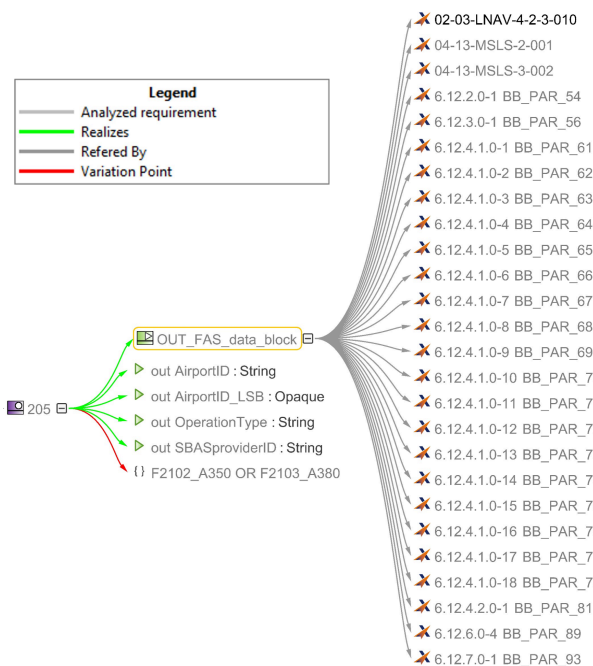 Legend
Analyzed requirement
Realizes
Refered By
Variation Point
205
OUT_FAS_data_block
out AirportID : String
out AirportID_LSB : Opaque
out OperationType : String
out SBASproviderID : String
{ } F2102_A350 OR F2103_A380
02-03-LNAV-4-2-3-010
04-13-MSLS-2-001
04-13-MSLS-3-002
6.12.2.0-1 BB_PAR_54
6.12.3.0-1 BB_PAR_56
6.12.4.1.0-1 BB_PAR_61
6.12.4.1.0-2 BB_PAR_62
6.12.4.1.0-3 BB_PAR_63
6.12.4.1.0-4 BB_PAR_64
6.12.4.1.0-5 BB_PAR_65
6.12.4.1.0-6 BB_PAR_66
6.12.4.1.0-7 BB_PAR_67
6.12.4.1.0-8 BB_PAR_68
6.12.4.1.0-9 BB_PAR_69
6.12.4.1.0-10 BB_PAR_7
6.12.4.1.0-11 BB_PAR_7
6.12.4.1.0-12 BB_PAR_7
6.12.4.1.0-13 BB_PAR_7
6.12.4.1.0-14 BB_PAR_7
6.12.4.1.0-15 BB_PAR_7
6.12.4.1.0-16 BB_PAR_7
6.12.4.1.0-17 BB_PAR_7
6.12.4.1.0-18 BB_PAR_7
6.12.4.2.0-1 BB_PAR_81
6.12.6.0-4 BB_PAR_89
6.12.7.0-1 BB_PAR_93